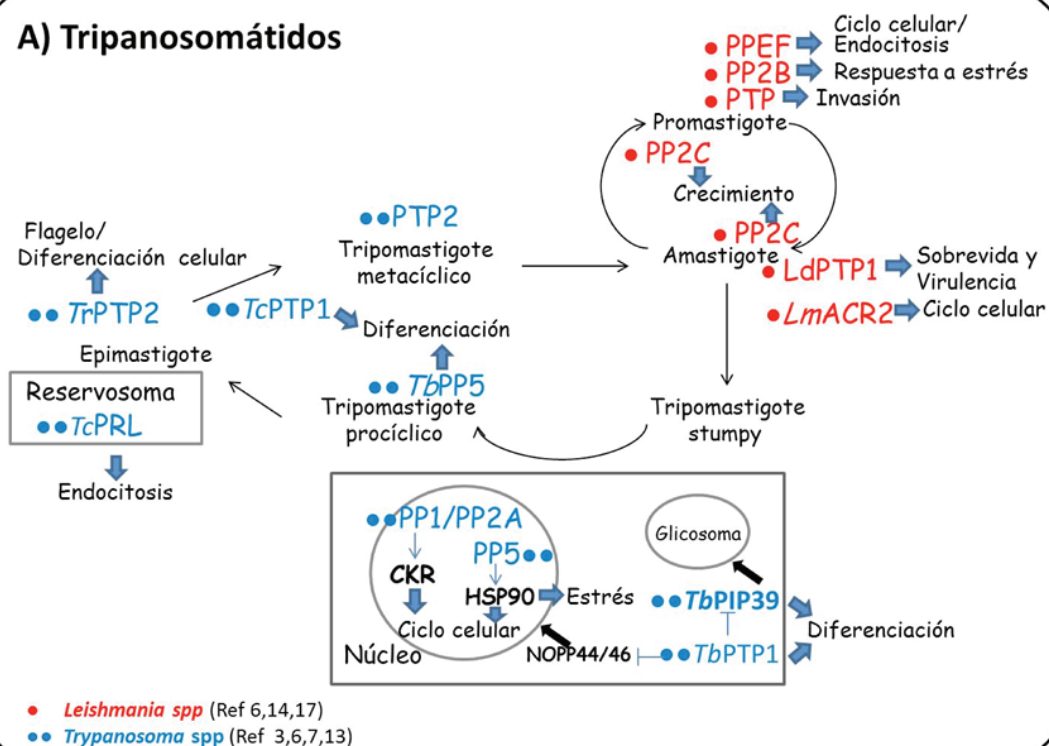 A) Tripanosomátidos
• PPEF Ciclo celular/
Endocitosis
• PP2B Respuesta a estrés
• PTP Invasión
Promastigote
• PP2C
Crecimiento
• PP2C
Amastigote
• LdPTP1 Sobrevida y
Virulencia
• LmACR2 Ciclo celular
•• PTP2
Tripomastigote
metacíclico
Flagelo/
Diferenciación celular
•• TrPTP2
•• TcPTP1
Diferenciación
Epimastigote
•• TbPP5
Reservosoma
•• TcPRL
Endocitosis
Tripomastigote
procíclico
Tripomastigote
stumpy
•• PP1/PP2A
PP5 ••
CKR
HSP90 Estrés
Ciclo celular
Núcleo
NOPP44/46
Glicosoma
•• TbPIP39
•• TbPTP1
Diferenciación
• Leishmania spp (Ref 6,14,17)
•• Trypanosoma spp (Ref 3,6,7,13)